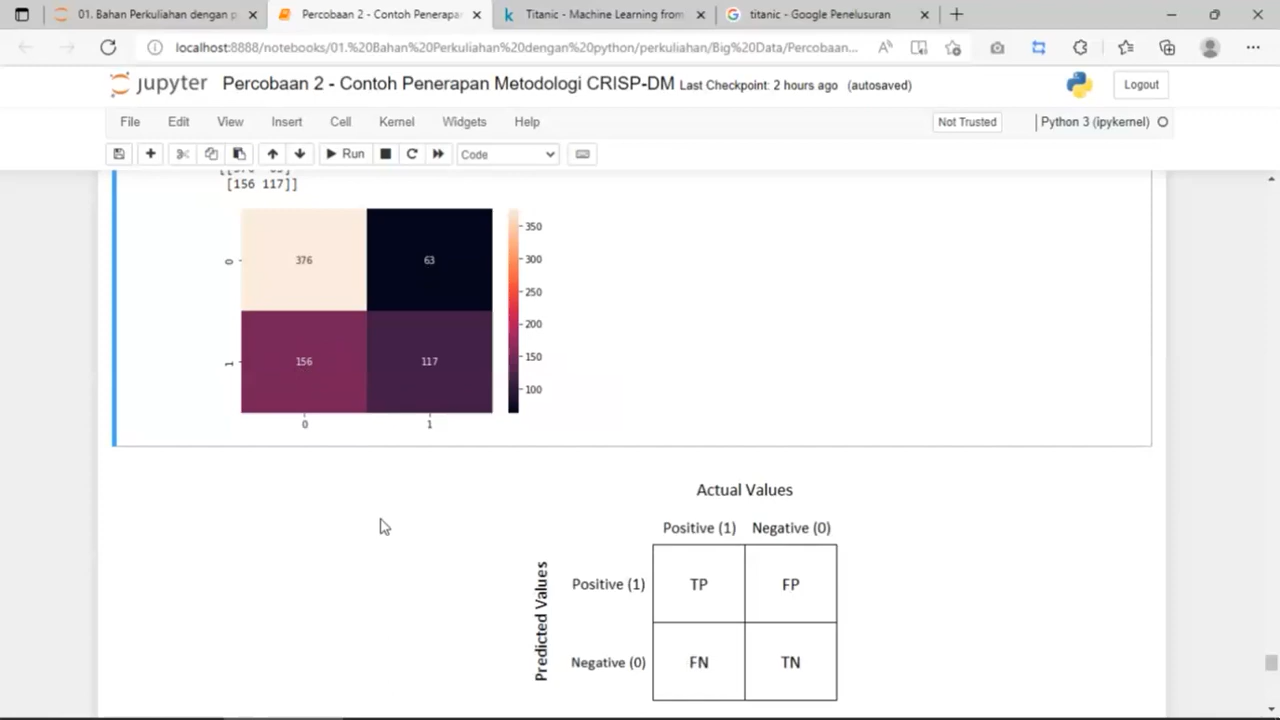 01. Bahan Perkuliahan dengan p
Percobaan 2 - Contoh Penerapa
Titanic - Machine Learning from
titanic - Google Penelusuran
localhost:8888/notebooks/01.%20Bahan%20Perkuliahan%20dengan%20python/perkuliahan/Big%20Data/Percobaan...
jupyter Percobaan 2 - Contoh Penerapan Metodologi CRISP-DM Last Checkpoint: 2 hours ago (autosaved)
Logout
File Edit View Insert Cell Kernel Widgets Help
Not Trusted
Python 3 (ipykernel)
Run
Code
[156 117]]
0
376 63
1
156 117
0 1
350
300
250
200
150
100
Actual Values
Positive (1) Negative (0)
Predicted Values
Positive (1) TP FP
Negative (0) FN TN